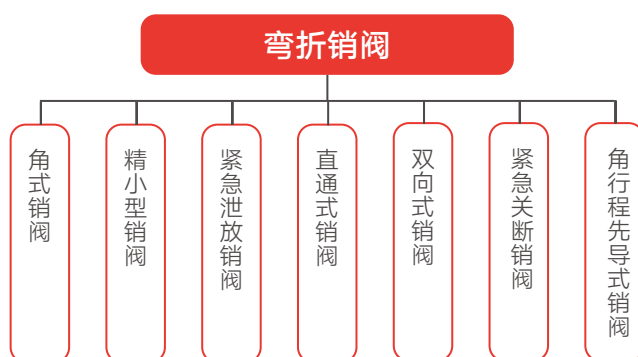 弯折销阀
角式销阀
精小型销阀
紧急泄放销阀
直通式销阀
双向式销阀
紧急关断销阀
角行程先导式销阀